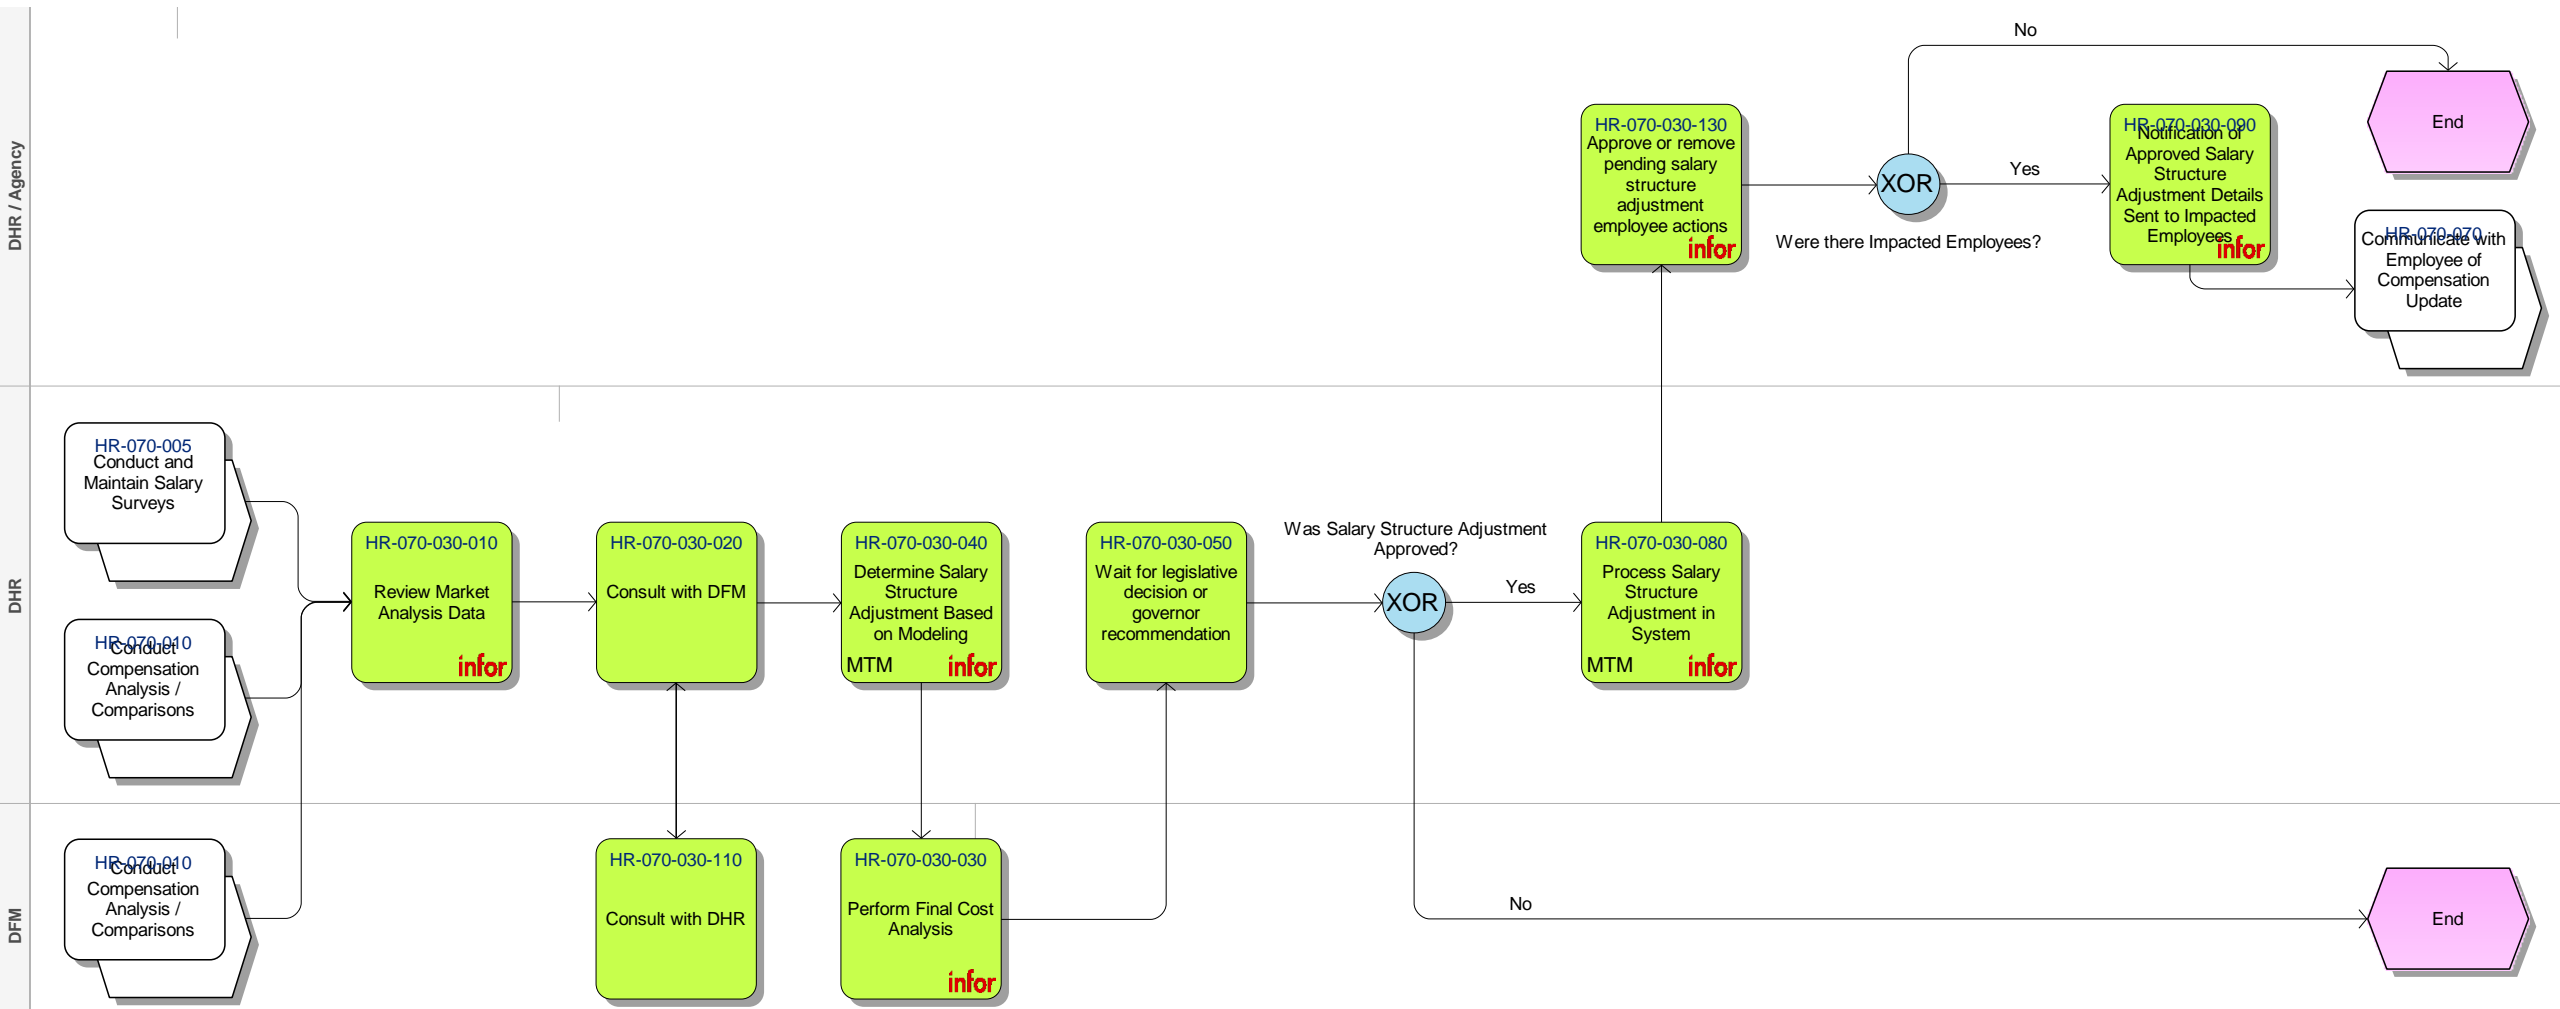 DHR / Agency
No
End
HR-070-030-130
Approve or remove
pending salary
structure
adjustment
employee actions
infor
XOR
Yes
Were there Impacted Employees?
HR-070-030-090
Notification of
Approved Salary
Structure
Adjustment Details
Sent to Impacted
Employees
infor
HR-070-070
Communicate with
Employee of
Compensation
Update
DHR
HR-070-005
Conduct and
Maintain Salary
Surveys
HR-070-010
Conduct
Compensation
Analysis /
Comparisons
HR-070-030-010
Review Market
Analysis Data
infor
HR-070-030-020
Consult with DFM
HR-070-030-040
Determine Salary
Structure
Adjustment Based
on Modeling
MTM infor
HR-070-030-050
Wait for legislative
decision or
governor
recommendation
Was Salary Structure Adjustment
Approved?
XOR
Yes
HR-070-030-080
Process Salary
Structure
Adjustment in
System
MTM infor
DFM
HR-070-010
Conduct
Compensation
Analysis /
Comparisons
HR-070-030-110
Consult with DHR
HR-070-030-030
Perform Final Cost
Analysis
infor
No
End